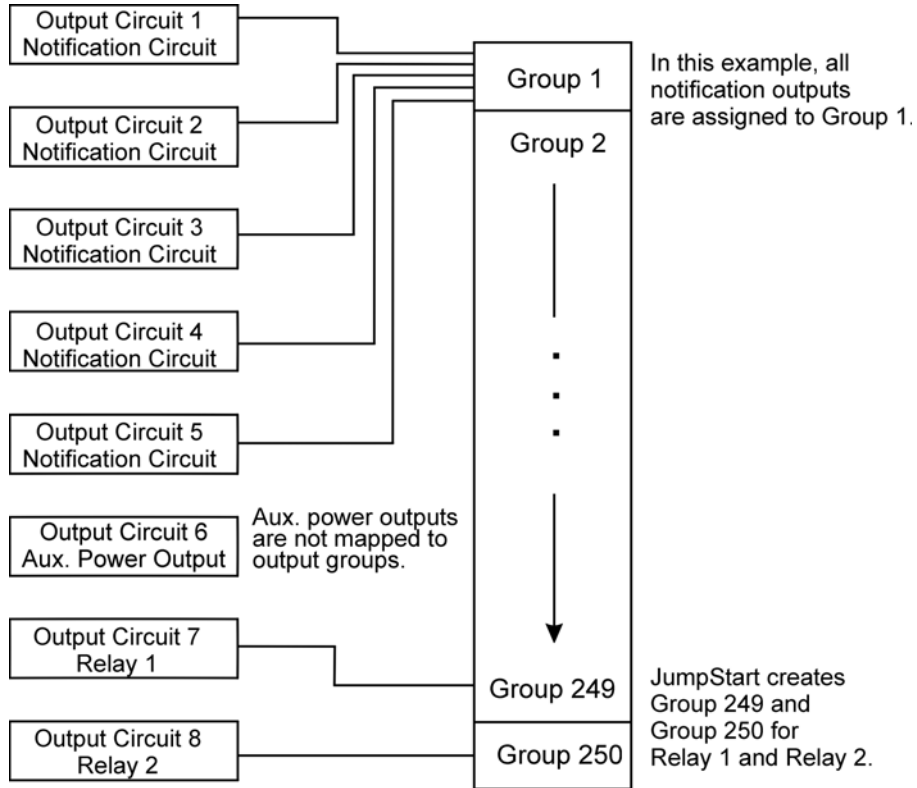 Output Circuit 1
Notification Circuit
Output Circuit 2
Notification Circuit
Output Circuit 3
Notification Circuit
Output Circuit 4
Notification Circuit
Output Circuit 5
Notification Circuit
Output Circuit 6
Aux. Power Output
Aux. power outputs
are not mapped to
output groups.
Output Circuit 7
Relay 1
Output Circuit 8
Relay 2
Group 1
Group 2
Group 249
Group 250
In this example, all
notification outputs
are assigned to Group 1.
JumpStart creates
Group 249 and
Group 250 for
Relay 1 and Relay 2.